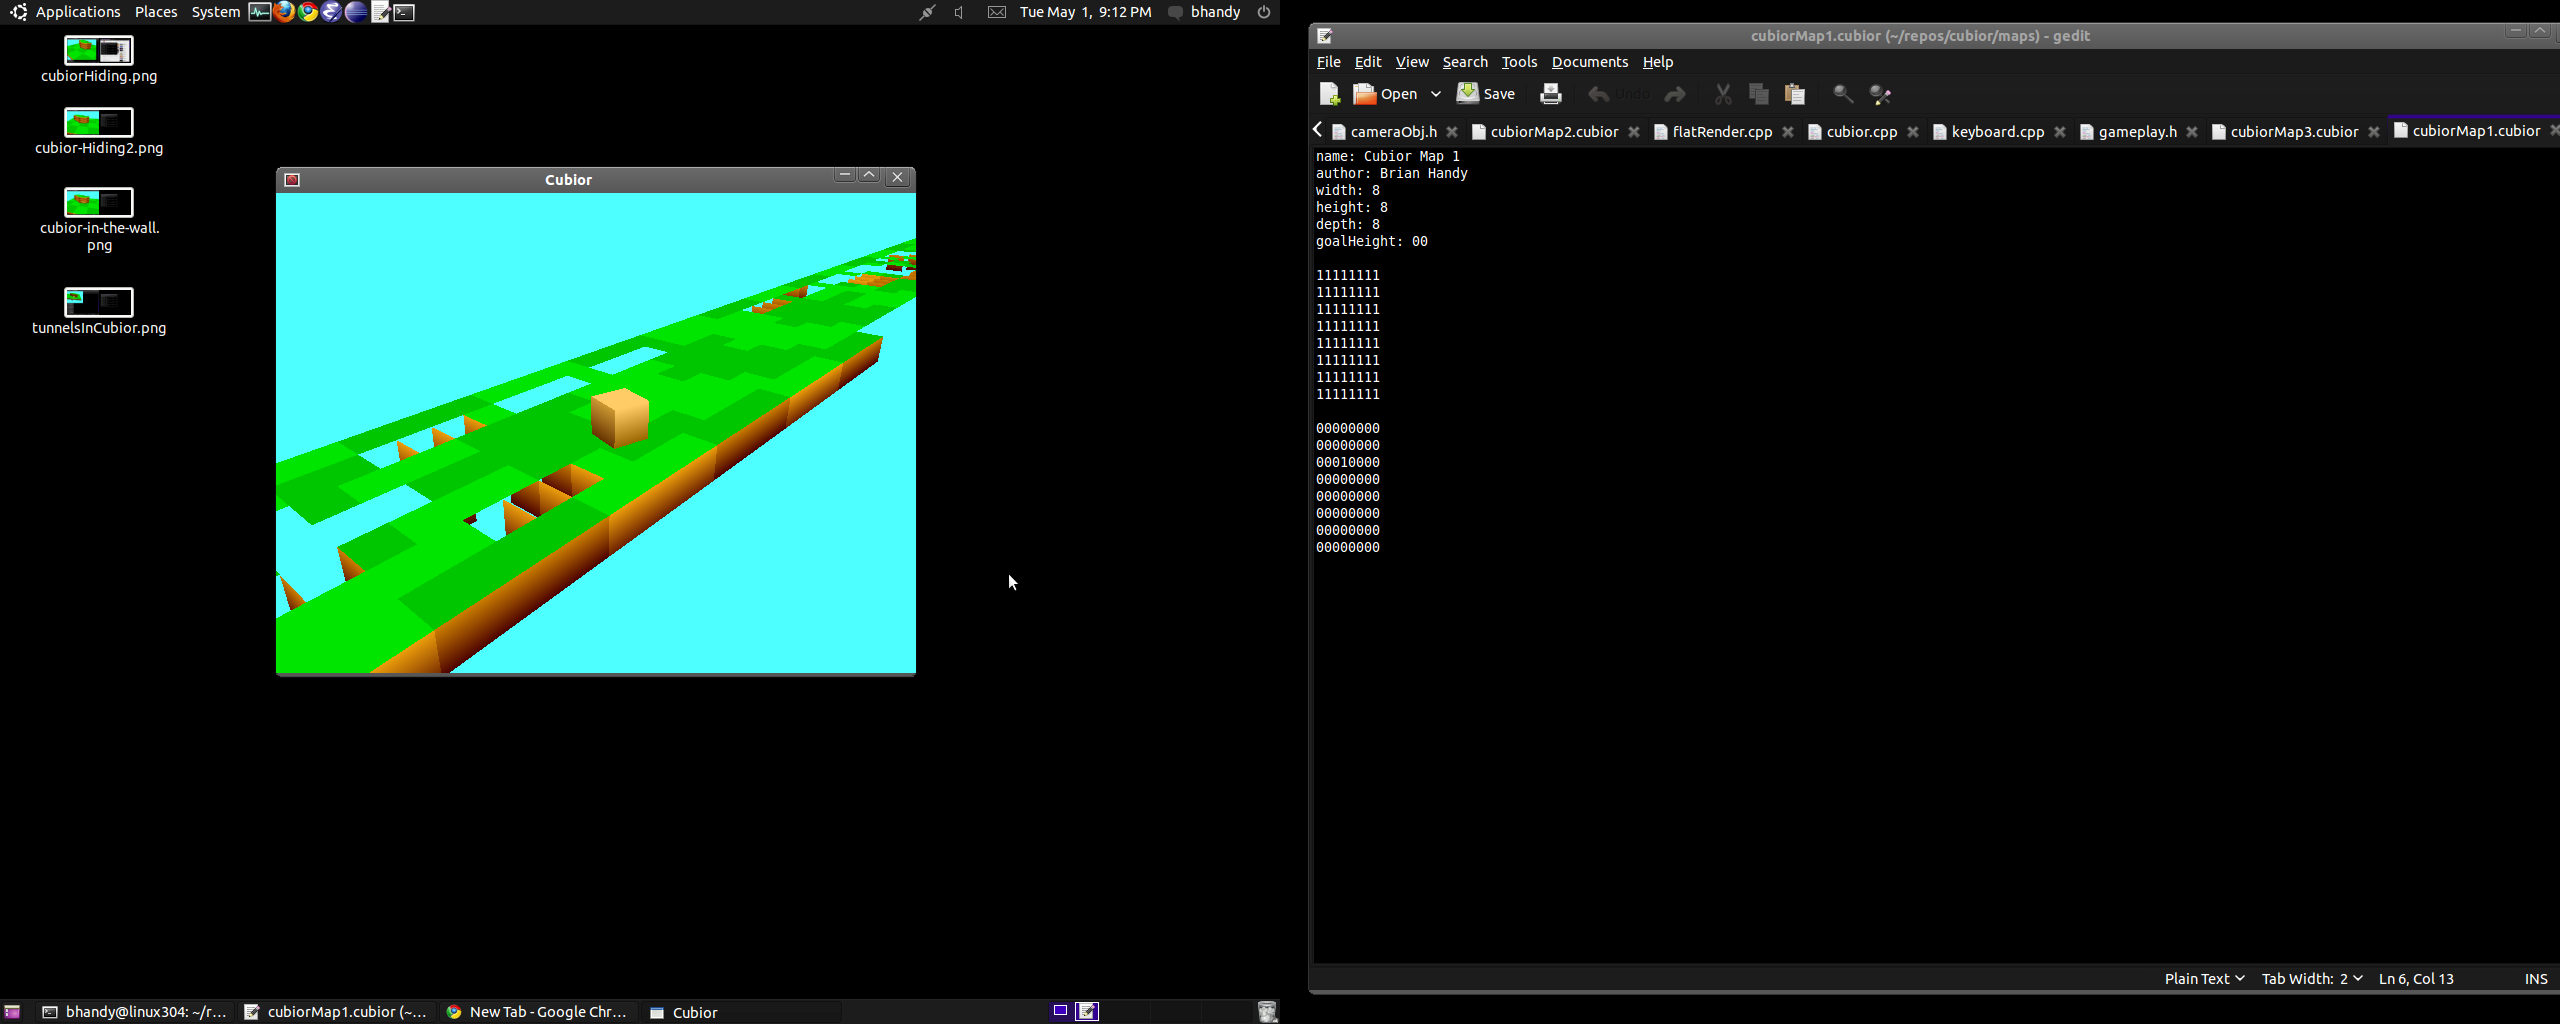 Applications Places System
Tue May 1, 9:12 PM bhandy
cubiorHiding.png
cubior-Hiding2.png
cubior-in-the-wall.
png
tunnelsInCubior.png
Cubior
cubiorMap1.cubior (~/repos/cubior/maps) - gedit
File Edit View Search Tools Documents Help
Open Save Undo
cameraObj.h cubiorMap2.cubior flatRender.cpp cubior.cpp keyboard.cpp gameplay.h cubiorMap3.cubior cubiorMap1.cubior
name: Cubior Map 1
author: Brian Handy
width: 8
height: 8
depth: 8
goalHeight: 00
11111111
11111111
11111111
11111111
11111111
11111111
11111111
11111111
00000000
00000000
00010000
00000000
00000000
00000000
00000000
00000000
Plain Text Tab Width: 2 Ln 6, Col 13 INS
bhandy@linux304: ~/r... cubiorMap1.cubior (~... New Tab - Google Chr... Cubior